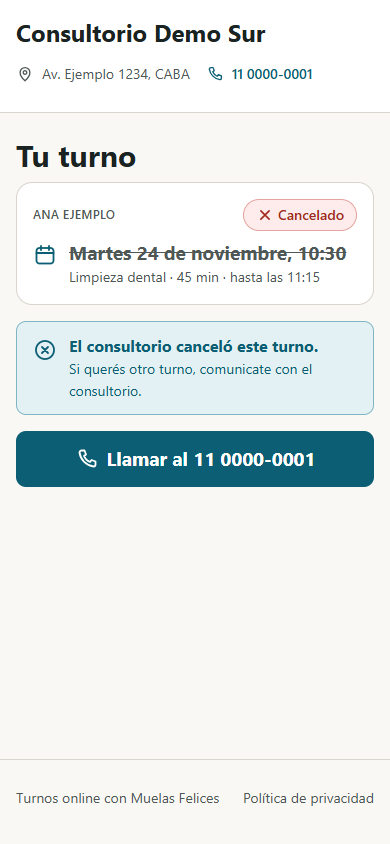 Consultorio Demo Sur
Av. Ejemplo 1234, CABA
11 0000-0001
Tu turno
ANA EJEMPLO
Cancelado
Martes 24 de noviembre, 10:30
Limpieza dental · 45 min · hasta las 11:15
El consultorio canceló este turno.
Si querés otro turno, comunicate con el
consultorio.
Llamar al 11 0000-0001
Turnos online con Muelas Felices
Política de privacidad